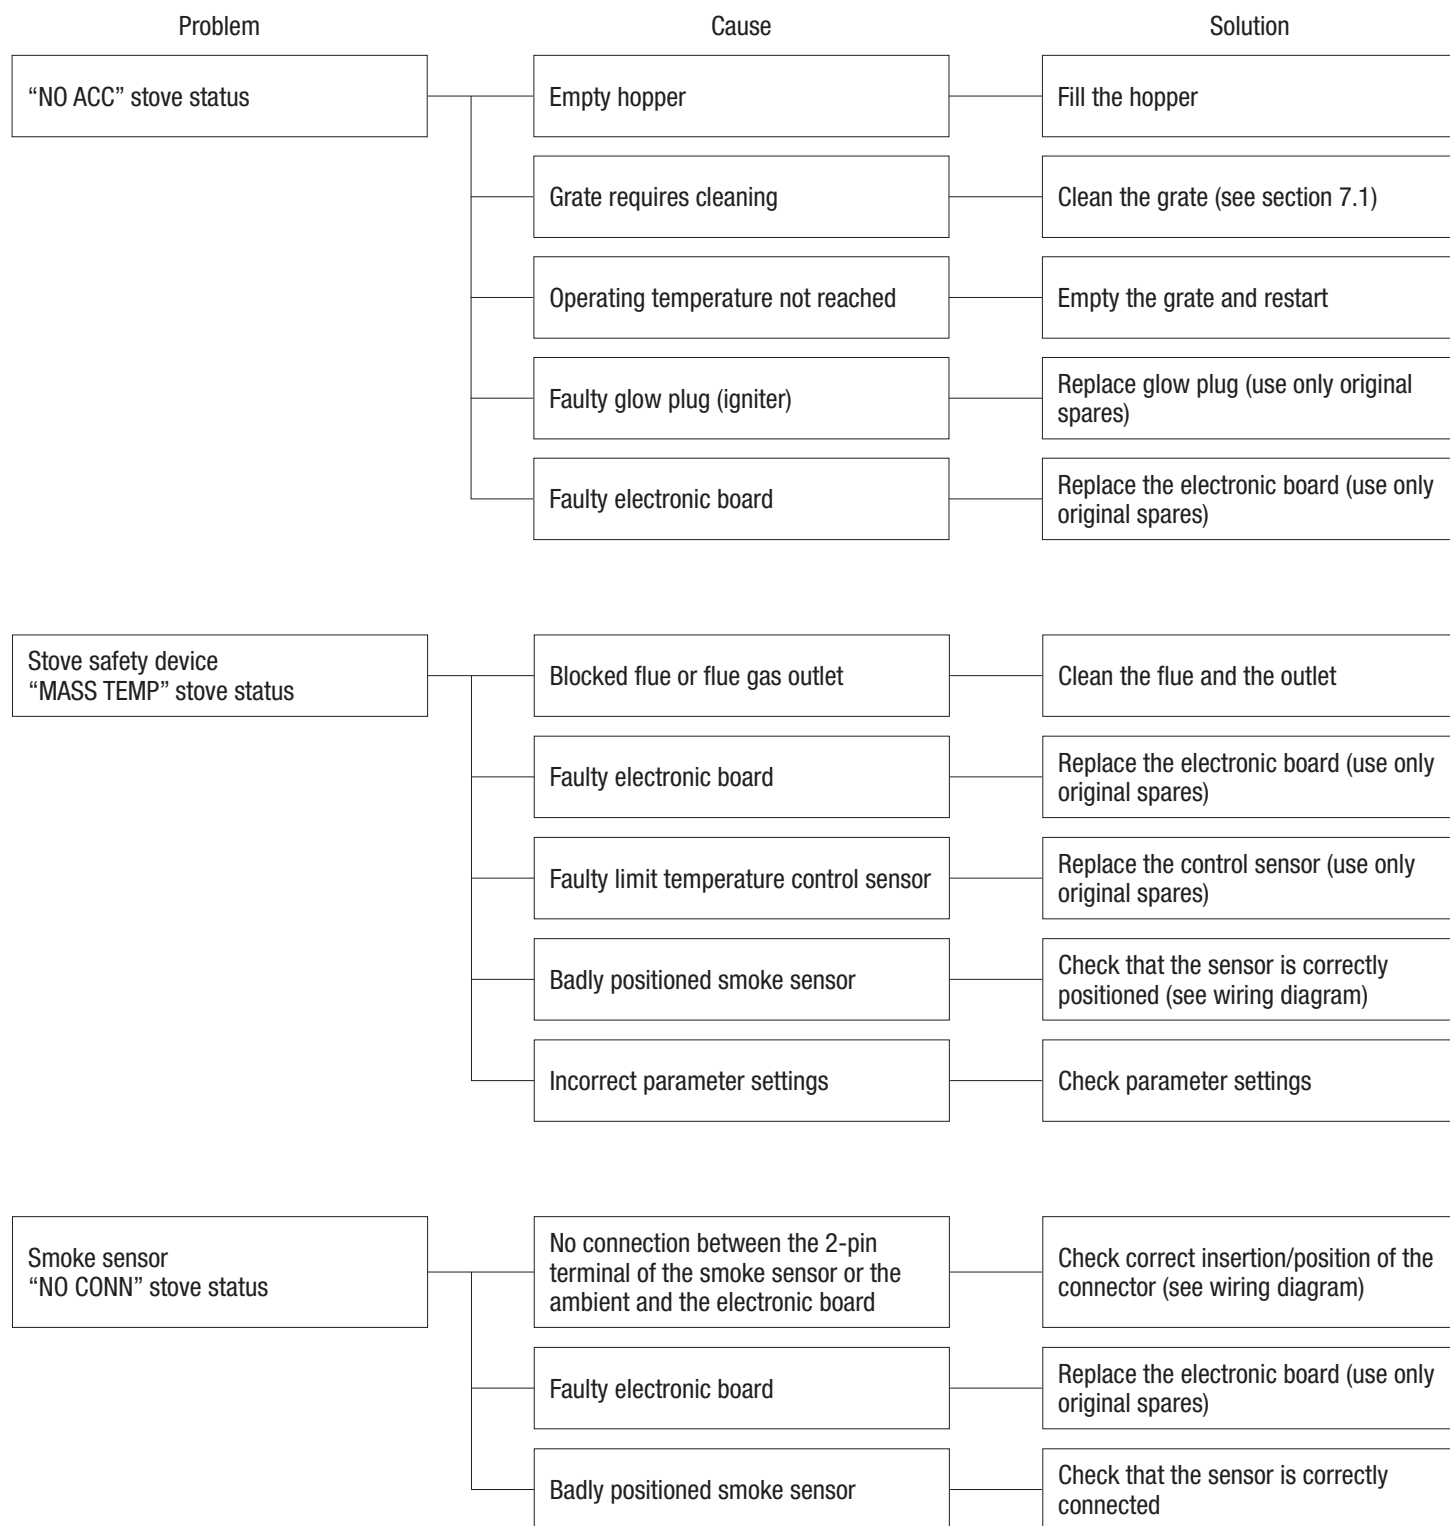 Problem
Cause
Solution
“NO ACC” stove status
Empty hopper
Fill the hopper
Grate requires cleaning
Clean the grate (see section 7.1)
Operating temperature not reached
Empty the grate and restart
Faulty glow plug (igniter)
Replace glow plug (use only original
spares)
Faulty electronic board
Replace the electronic board (use only
original spares)
Stove safety device
“MASS TEMP” stove status
Blocked flue or flue gas outlet
Clean the flue and the outlet
Faulty electronic board
Replace the electronic board (use only
original spares)
Faulty limit temperature control sensor
Replace the control sensor (use only
original spares)
Badly positioned smoke sensor
Check that the sensor is correctly
positioned (see wiring diagram)
Incorrect parameter settings
Check parameter settings
Smoke sensor
“NO CONN” stove status
No connection between the 2-pin
terminal of the smoke sensor or the
ambient and the electronic board
Check correct insertion/position of the
connector (see wiring diagram)
Faulty electronic board
Replace the electronic board (use only
original spares)
Badly positioned smoke sensor
Check that the sensor is correctly
connected